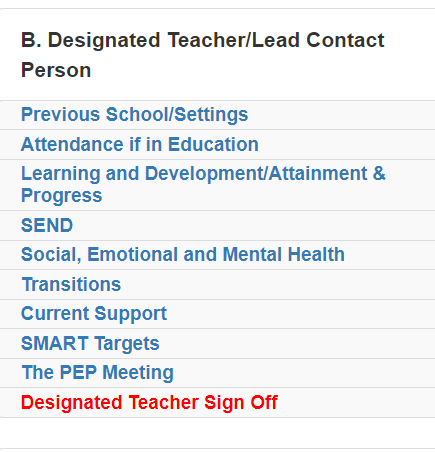 B. Designated Teacher/Lead Contact
Person
Previous School/Settings
Attendance if in Education
Learning and Development/Attainment &
Progress
SEND
Social, Emotional and Mental Health
Transitions
Current Support
SMART Targets
The PEP Meeting
Designated Teacher Sign Off